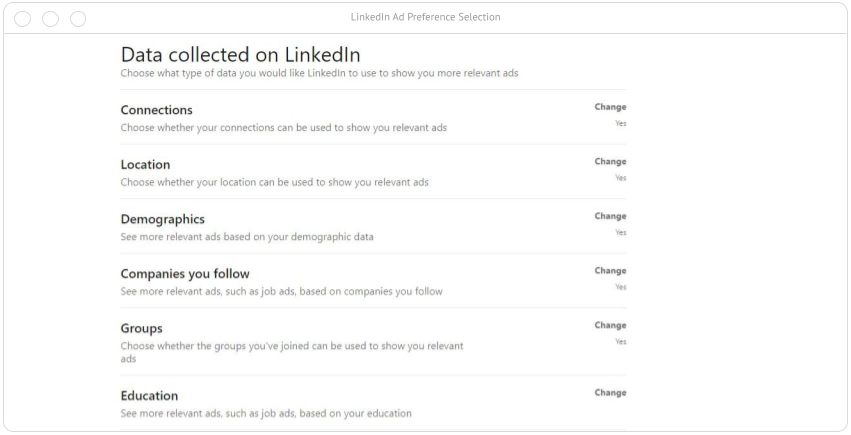 LinkedIn Ad Preference Selection
Data collected on LinkedIn
Choose what type of data you would like LinkedIn to use to show you more relevant ads
Connections
Change
Choose whether your connections can be used to show you relevant ads
Yes
Location
Change
Choose whether your location can be used to show you relevant ads
Yes
Demographics
Change
See more relevant ads based on your demographic data
Yes
Companies you follow
Change
See more relevant ads, such as job ads, based on companies you follow
Yes
Groups
Change
Choose whether the groups you've joined can be used to show you relevant
ads
Yes
Education
Change
See more relevant ads, such as job ads, based on your education